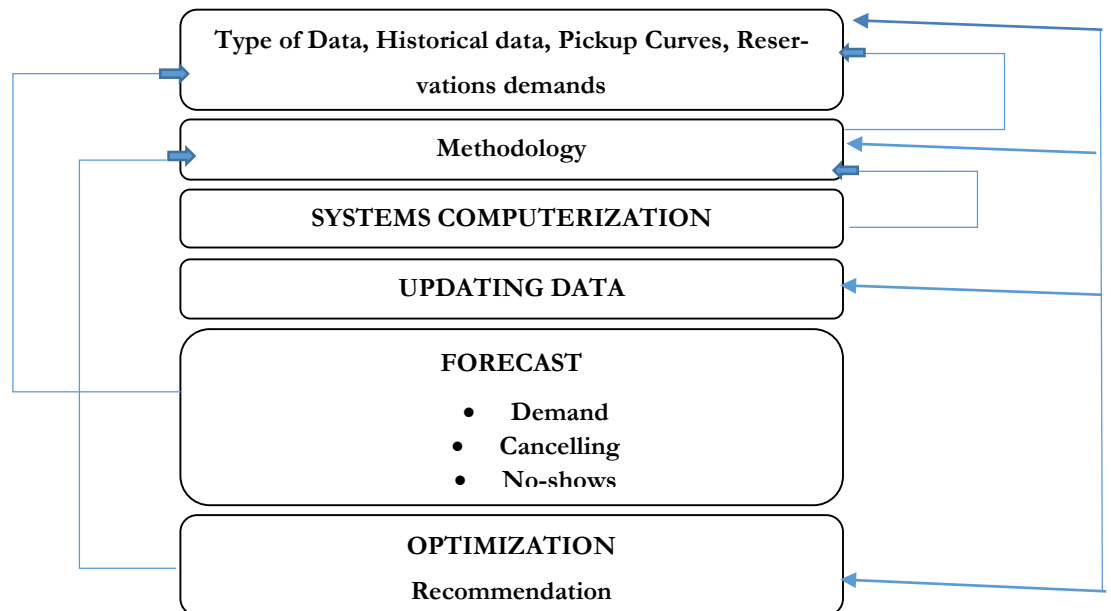 Type of Data, Historical data, Pickup Curves, Reser-
vations demands
Methodology
SYSTEMS COMPUTERIZATION
UPDATING DATA
FORECAST
• Demand
• Cancelling
• No-shows
OPTIMIZATION
Recommendation